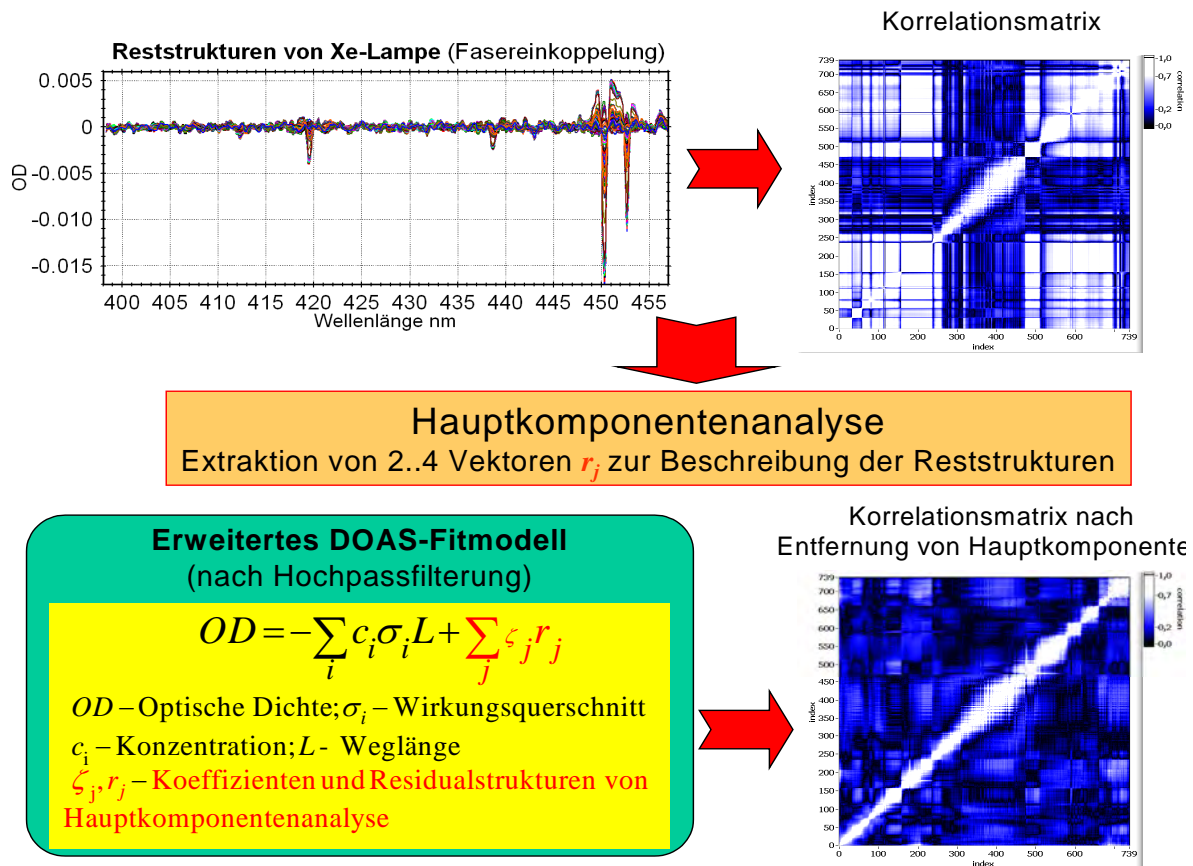 Korrelationsmatrix
Reststrukturen von Xe-Lampe (Fasereinkoppelung)
OD
0.005
0
-0.005
-0.010
-0.015
400 405 410 415 420 425 430 435 440 445 450 455
Wellenlänge nm
739
700
650
600
550
500
450
400
350
300
250
200
150
100
50
0
0 100 200 300 400 500 600 739
index
index
1,0
0,7
0,2
0,0
correlation
Hauptkomponentenanalyse
Extraktion von 2..4 Vektoren r_j zur Beschreibung der Reststrukturen
Erweitertes DOAS-Fitmodell
(nach Hochpassfilterung)
OD = -∑_i c_i σ_i L + ∑_j ζ_j r_j
OD – Optische Dichte; σ_i – Wirkungsquerschnitt
c_i – Konzentration; L - Weglänge
ζ_j, r_j – Koeffizienten und Residualstrukturen von
Hauptkomponentenanalyse
Korrelationsmatrix nach
Entfernung von Hauptkomponente
739
700
650
600
550
500
450
400
350
300
250
200
150
100
50
0
0 100 200 300 400 500 600 739
index
index
1,0
0,7
0,2
0,0
correlation